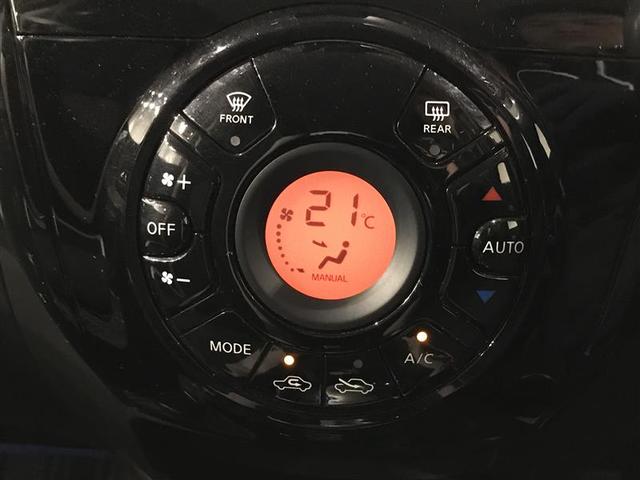 FRONT
REAR
+
OFF
21°C
AUTO
−
MANUAL
MODE
A/C